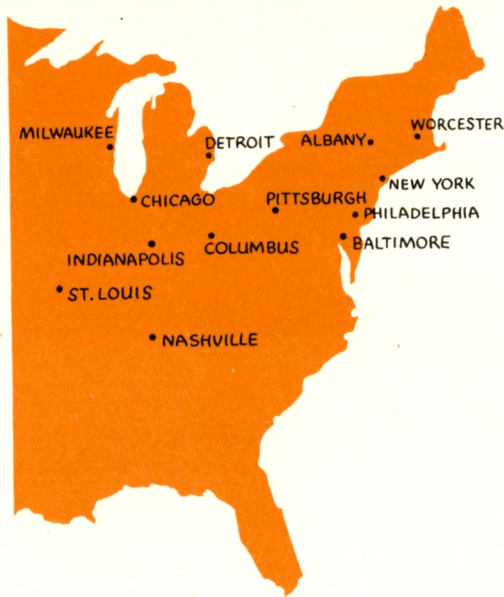 WORCESTER
MILWAUKEE
DETROIT
ALBANY
NEW YORK
CHICAGO
PITTSBURGH
PHILADELPHIA
COLUMBUS
BALTIMORE
INDIANAPOLIS
ST. LOUIS
NASHVILLE